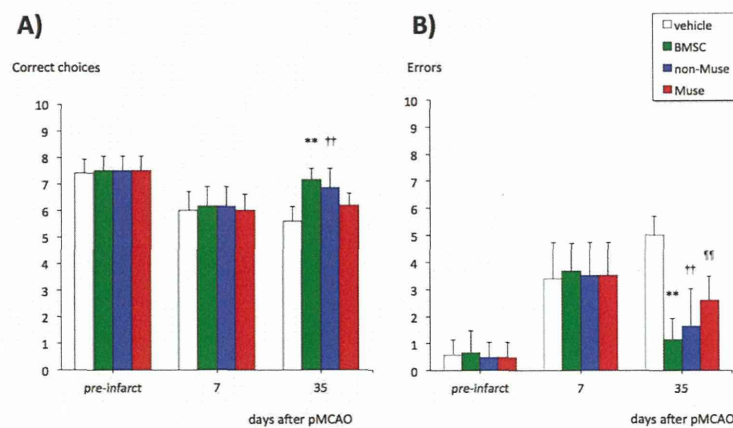 A)
Correct choices
10
9
8
7
6
5
4
3
2
1
0
** ††
pre-infarct 7 35
days after pMCAO
B)
Errors
10
9
8
7
6
5
4
3
2
1
0
** †† ¶¶
pre-infarct 7 35
days after pMCAO
vehicle
BMSC
non-Muse
Muse